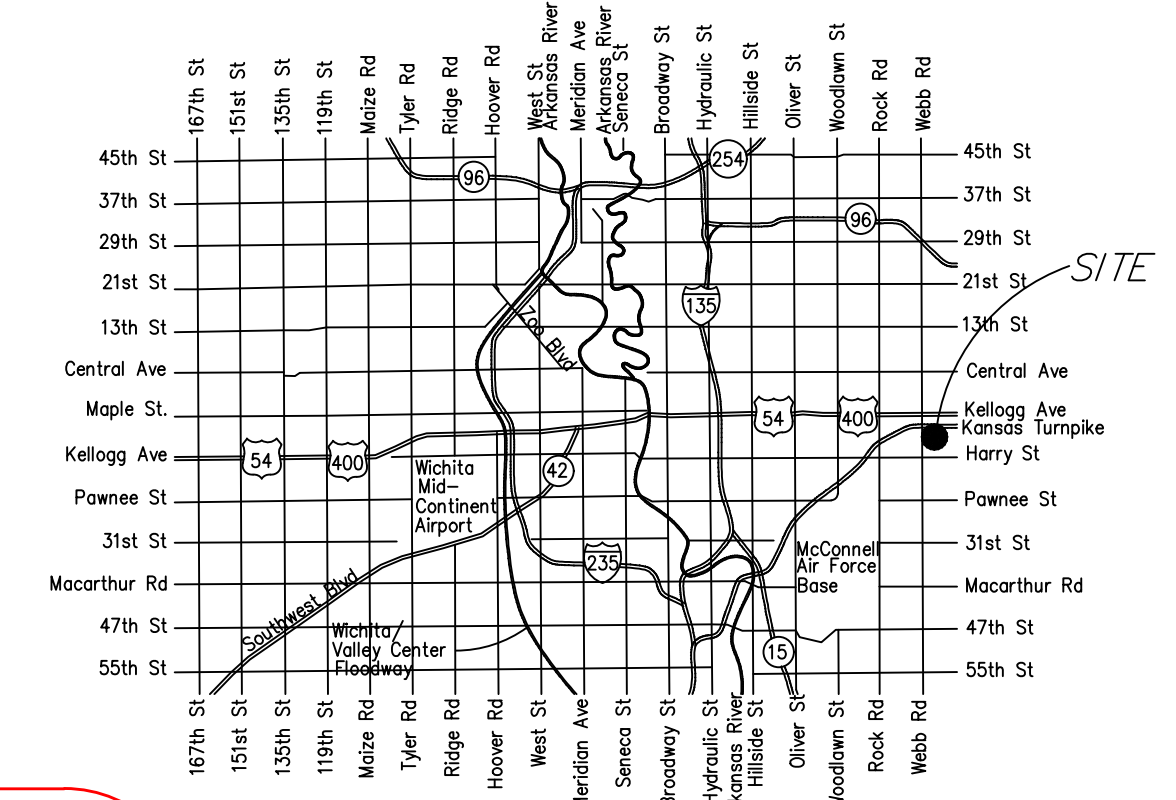 167th St
151st St
135th St
119th St
Maize Rd
Tyler Rd
Ridge Rd
Hoover Rd
West St
Arkansas River
Meridian Ave
Arkansas River
Seneca St
Broadway St
Hydraulic St
Hillside St
Oliver St
Woodlawn St
Rock Rd
Webb Rd
45th St
254
45th St
96
37th St
37th St
96
29th St
29th St
SITE
21st St
21st St
135
13th St
Zoo Blvd
13th St
Central Ave
Central Ave
Maple St.
54
400
Kellogg Ave
Kansas Turnpike
Kellogg Ave
54
400
Harry St
Wichita
Mid-
Continent
Airport
42
Pawnee St
Pawnee St
31st St
31st St
235
McConnell
Air Force
Base
Macarthur Rd
Macarthur Rd
Southwest Blvd
47th St
47th St
Wichita/
Valley Center
Floodway
15
55th St
55th St
167th St
151st St
135th St
119th St
Maize Rd
Tyler Rd
Ridge Rd
Hoover Rd
West St
eridian Ave
Seneca St
Broadway St
Hydraulic St
kansas River
Hillside St
Oliver St
Woodlawn St
Rock Rd
Webb Rd